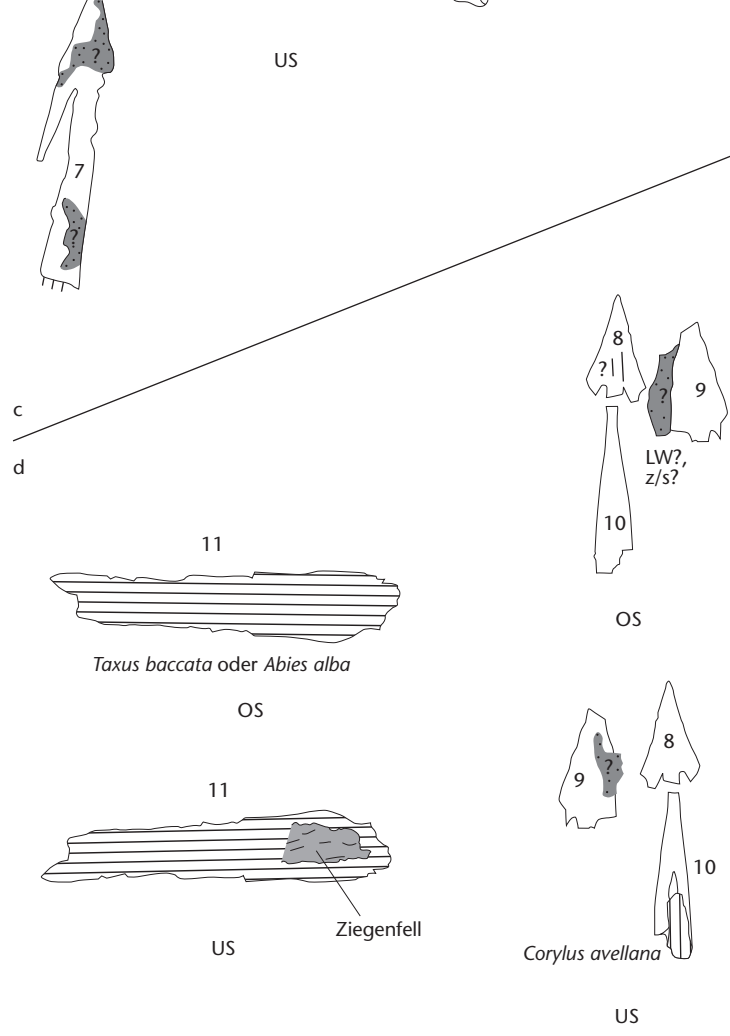 ?
US
7
?
c
d
8
?
?
9
LW?,
z/s?
10
OS
11
Taxus baccata oder Abies alba
OS
11
Ziegenfell
US
9
?
8
10
Corylus avellana
US